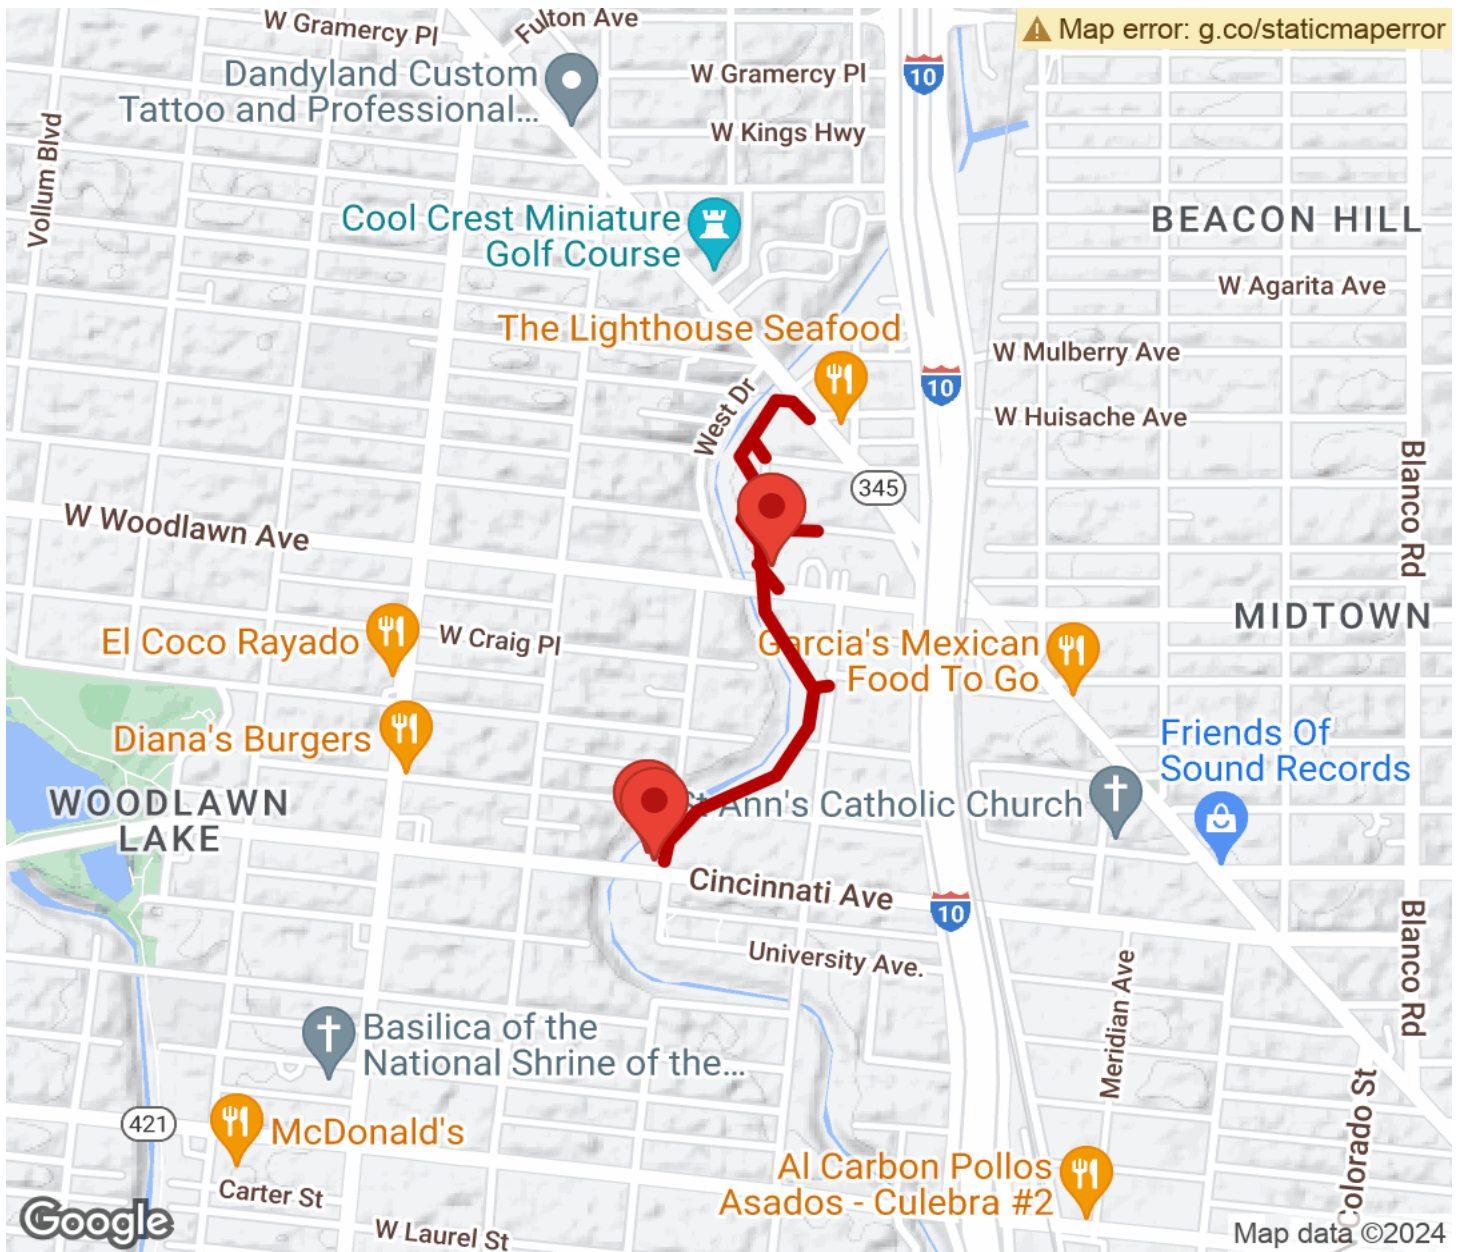 W Gramercy Pl
Fulton Ave
Map error: g.co/staticmaperror
Dandyland Custom
Tattoo and Professional...
W Gramercy Pl
10
W Kings Hwy
Vollum Blvd
Cool Crest Miniature
Golf Course
BEACON HILL
W Agarita Ave
The Lighthouse Seafood
W Mulberry Ave
10
West Dr
W Huisache Ave
Blanco Rd
345
W Woodlawn Ave
MIDTOWN
El Coco Rayado
W Craig Pl
Garcia's Mexican
Food To Go
Diana's Burgers
Friends Of
Sound Records
WOODLAWN
LAKE
St Ann's Catholic Church
Cincinnati Ave
10
Blanco Rd
University Ave.
Meridian Ave
Basilica of the
National Shrine of the...
421
McDonald's
Colorado St
Al Carbon Pollos
Asados - Culebra #2
Carter St
Google
W Laurel St
Map data ©2024